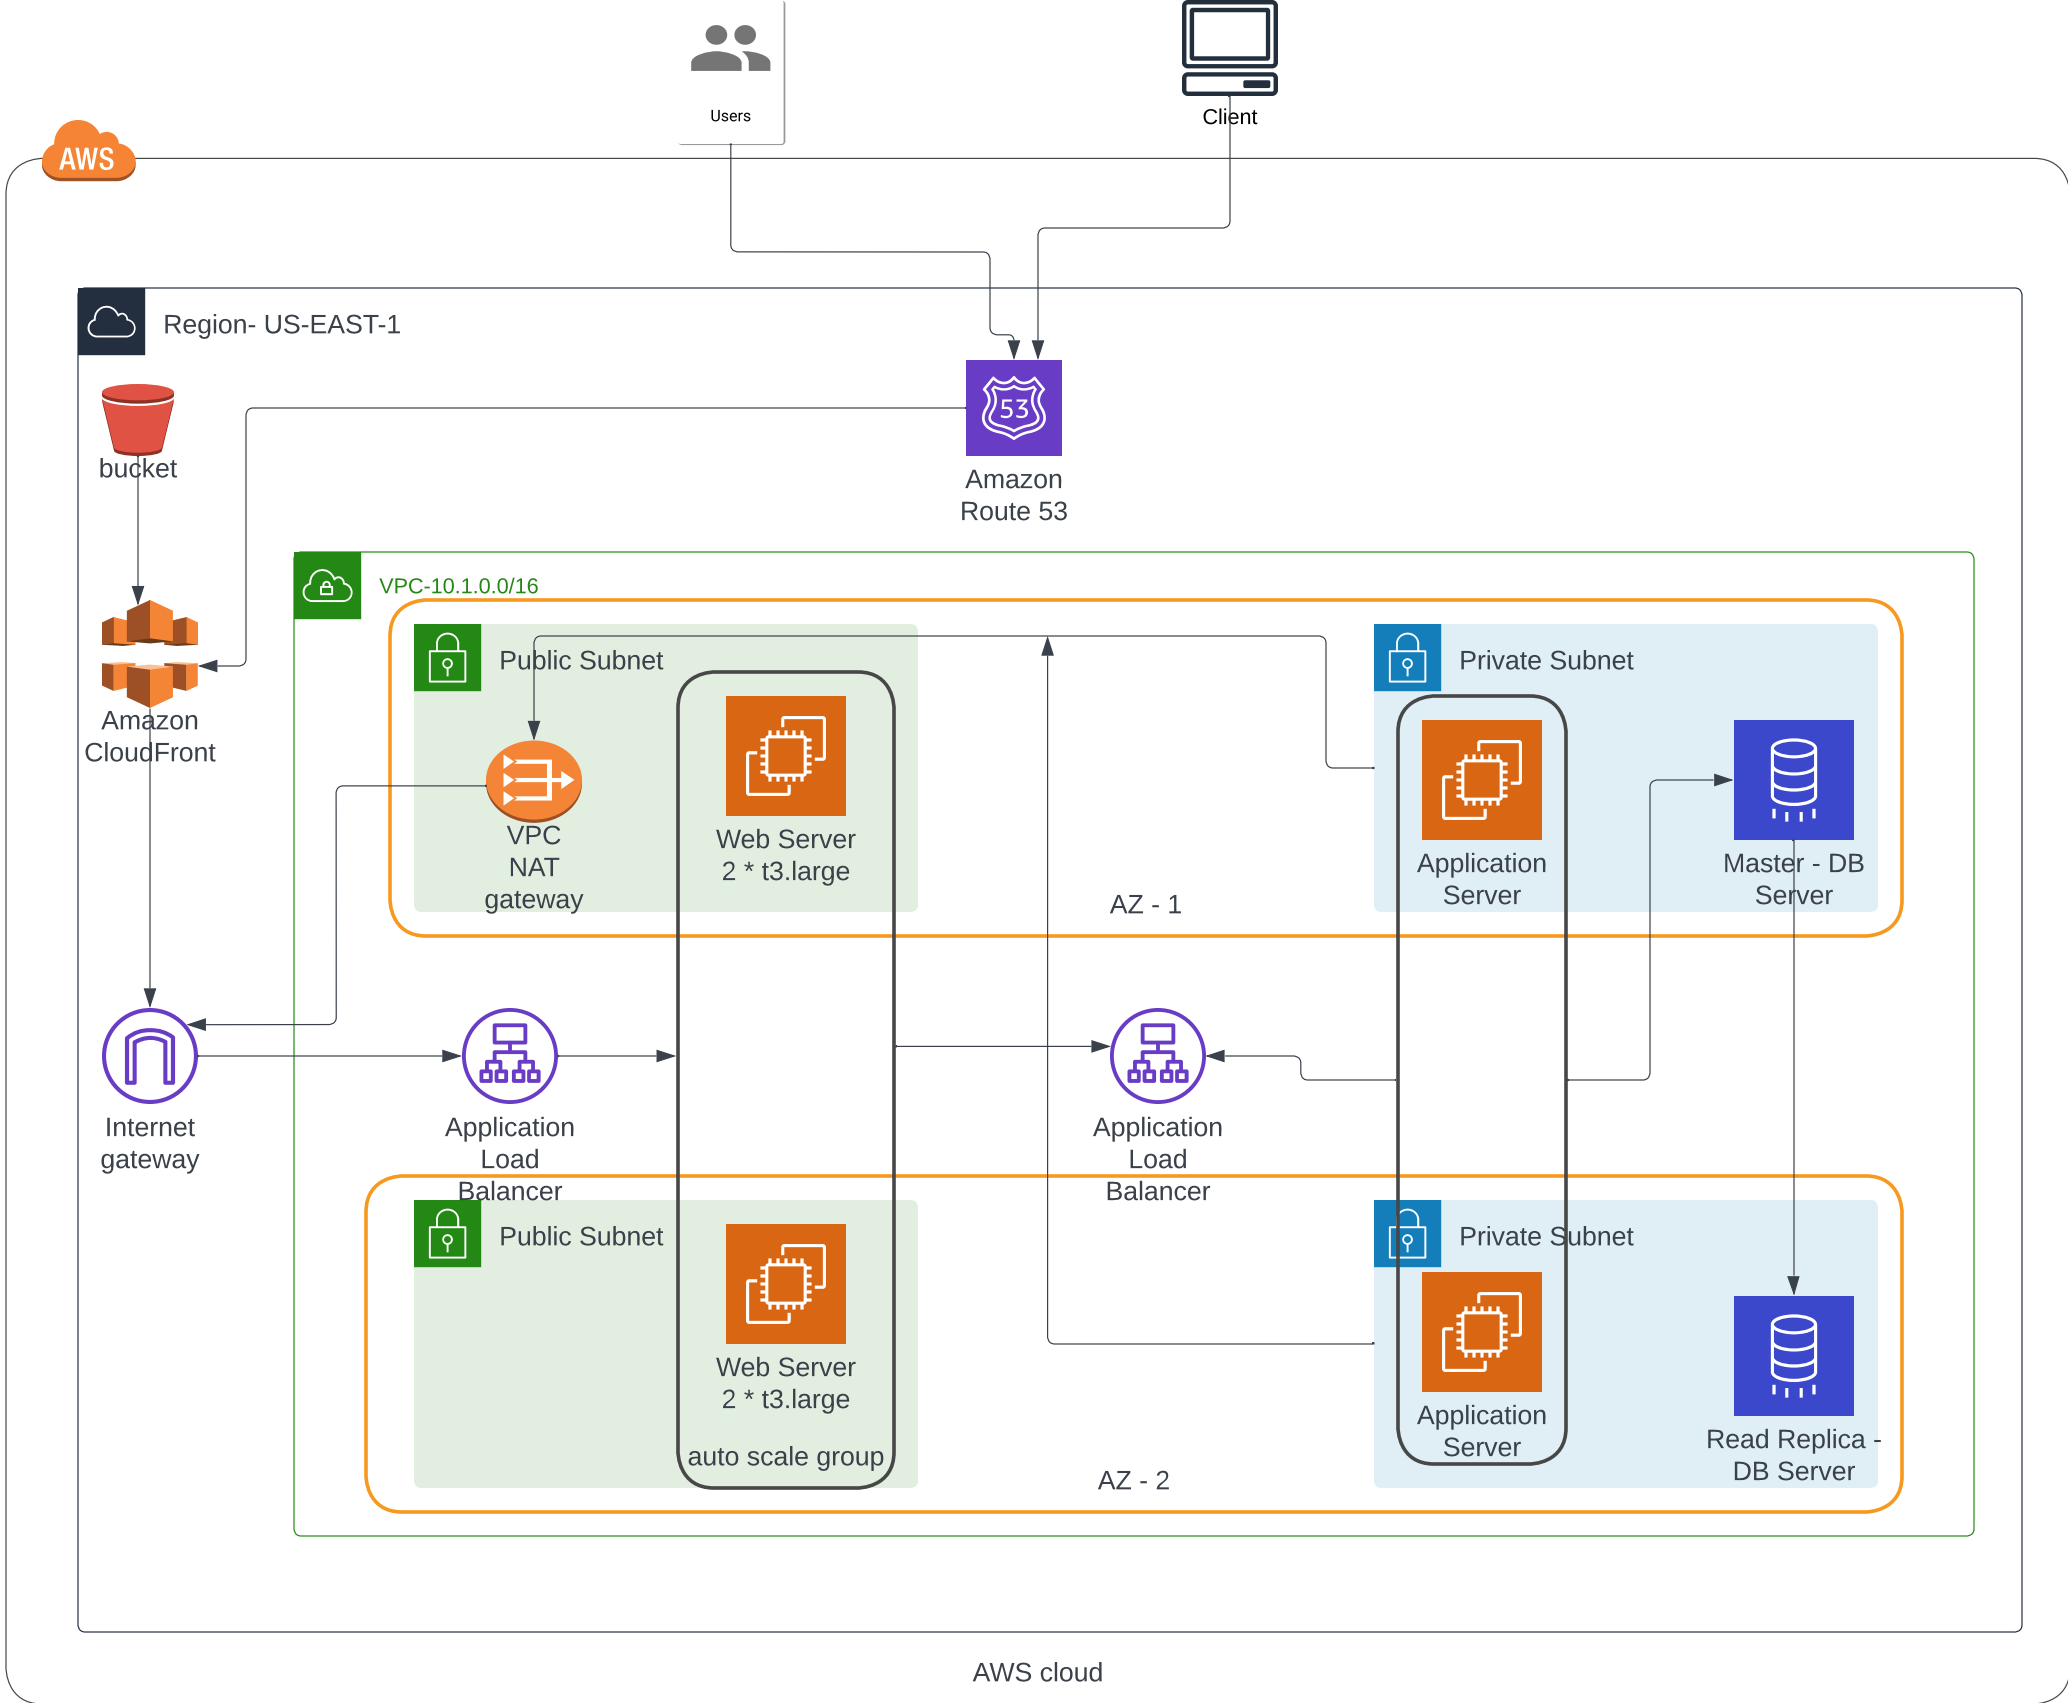 Users
Client
AWS
Region- US-EAST-1
bucket
53
Amazon
Route 53
VPC-10.1.0.0/16
Public Subnet
Private Subnet
Amazon
CloudFront
VPC
NAT
gateway
Web Server
2 * t3.large
Application
Server
Master - DB
Server
AZ - 1
Internet
gateway
Application
Load
Balancer
Application
Load
Balancer
Public Subnet
Private Subnet
Web Server
2 * t3.large
auto scale group
Application
Server
Read Replica -
DB Server
AZ - 2
AWS cloud